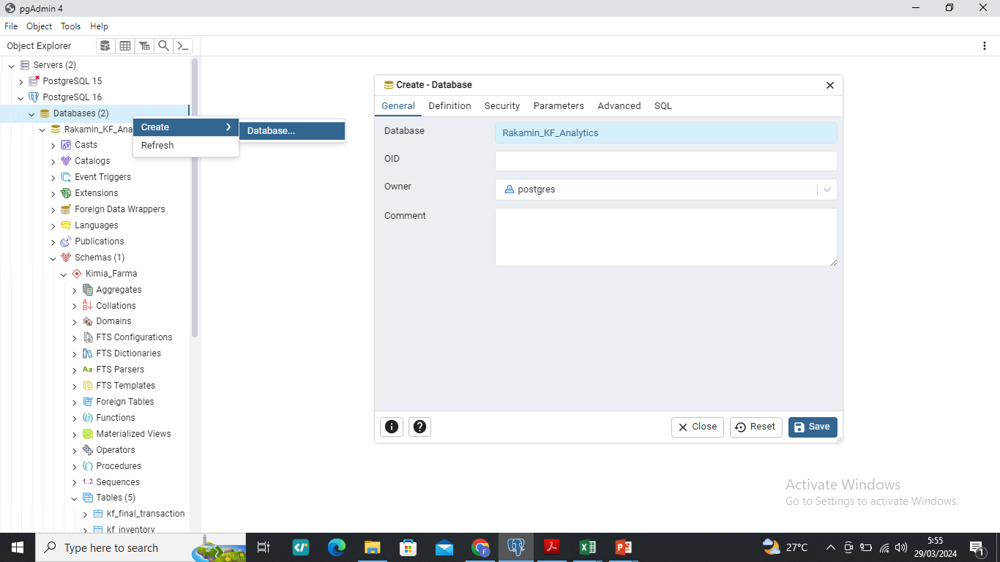 pgAdmin 4
File Object Tools Help
Object Explorer
Servers (2)
PostgreSQL 15
PostgreSQL 16
Databases (2)
Rakamin_KF_Ana
Casts
Catalogs
Event Triggers
Extensions
Foreign Data Wrappers
Languages
Publications
Schemas (1)
Kimia_Farma
Aggregates
Collations
Domains
FTS Configurations
FTS Dictionaries
Aa FTS Parsers
FTS Templates
Foreign Tables
Functions
Materialized Views
Operators
Procedures
1..3 Sequences
Tables (5)
kf_final_transaction
kf_inventory
Create
Refresh
Database...
Create - Database
General Definition Security Parameters Advanced SQL
Database Rakamin_KF_Analytics
OID
Owner postgres
Comment
Close Reset Save
Activate Windows
Go to Settings to activate Windows.
Type here to search
27°C
5:55
29/03/2024
1